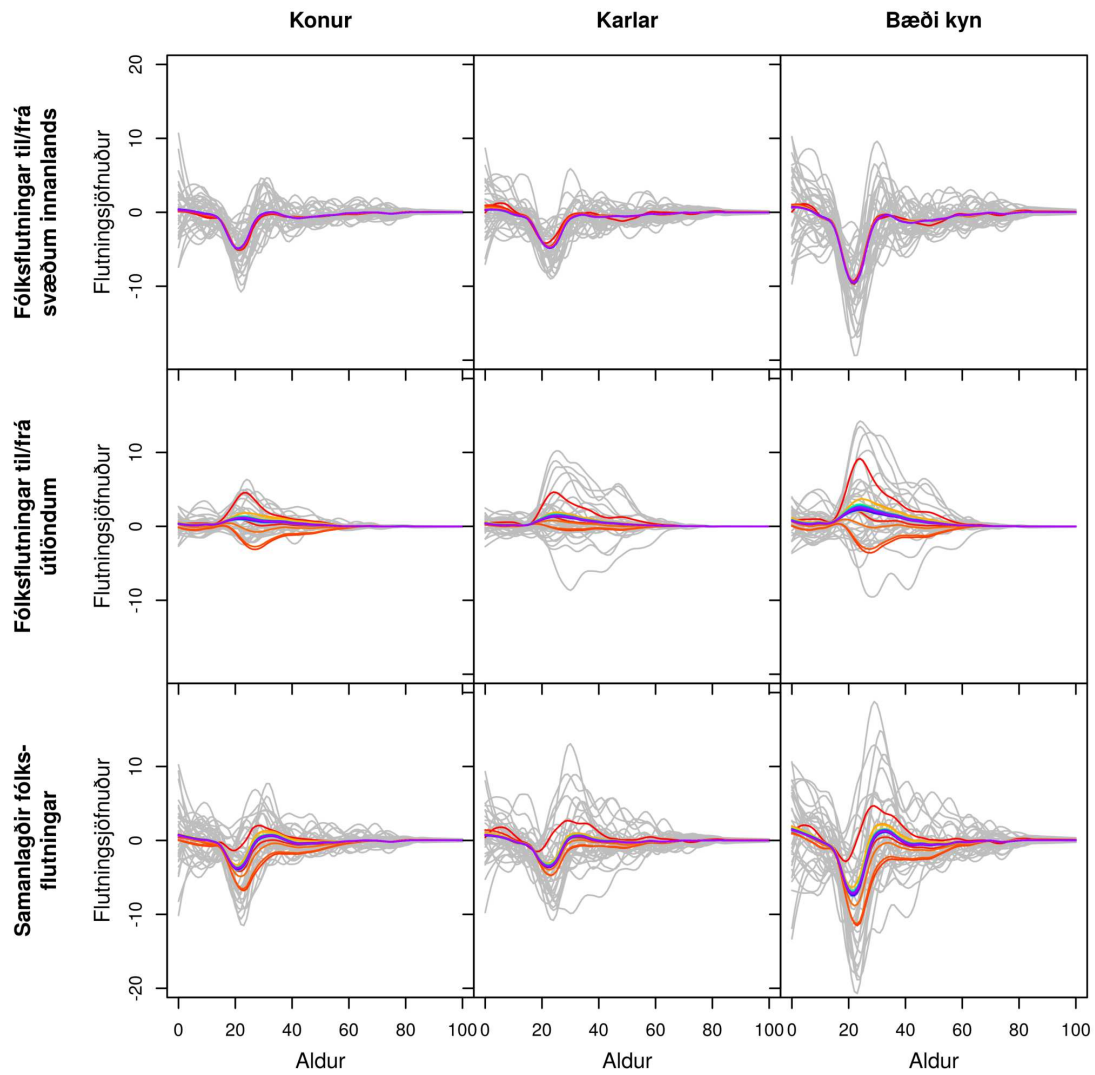 Konur
Karlar
Bæði kyn
Fólksflutningar til/frá
svæðum innanlands
Flutningsjöfnuður
20
10
0
-10
Fólksflutningar til/frá
útlöndum
Flutningsjöfnuður
10
0
-10
Samanlagðir fólks-
flutningar
Flutningsjöfnuður
10
0
-10
-20
0 20 40 60 80 100
0 20 40 60 80 100
0 20 40 60 80 100
Aldur
Aldur
Aldur